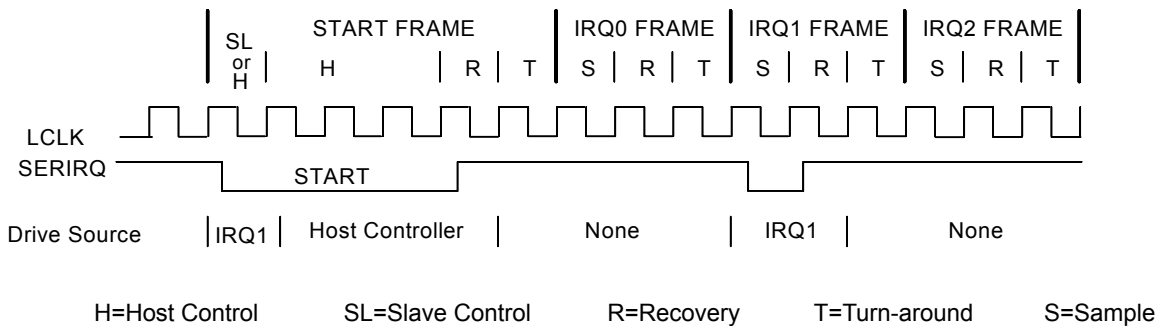 START FRAME IRQ0 FRAME IRQ1 FRAME IRQ2 FRAME
SL
or
H
H R T S R T S R T S R T
LCLK
SERIRQ
START
Drive Source IRQ1 Host Controller None IRQ1 None
H=Host Control SL=Slave Control R=Recovery T=Turn-around S=Sample